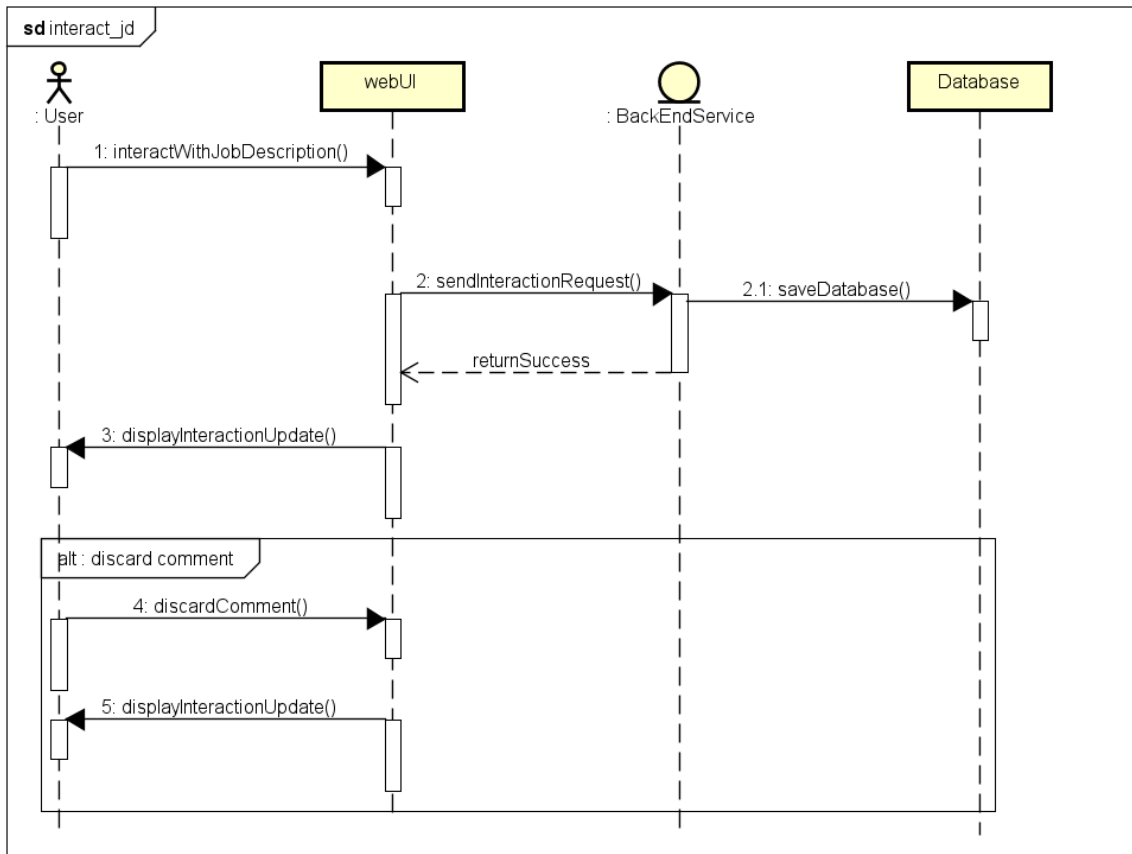 sd interact_jd
: User
webUI
: BackEndService
Database
1: interactWithJobDescription()
2: sendInteractionRequest()
2.1: saveDatabase()
returnSuccess
3: displayInteractionUpdate()
alt : discard comment
4: discardComment()
5: displayInteractionUpdate()